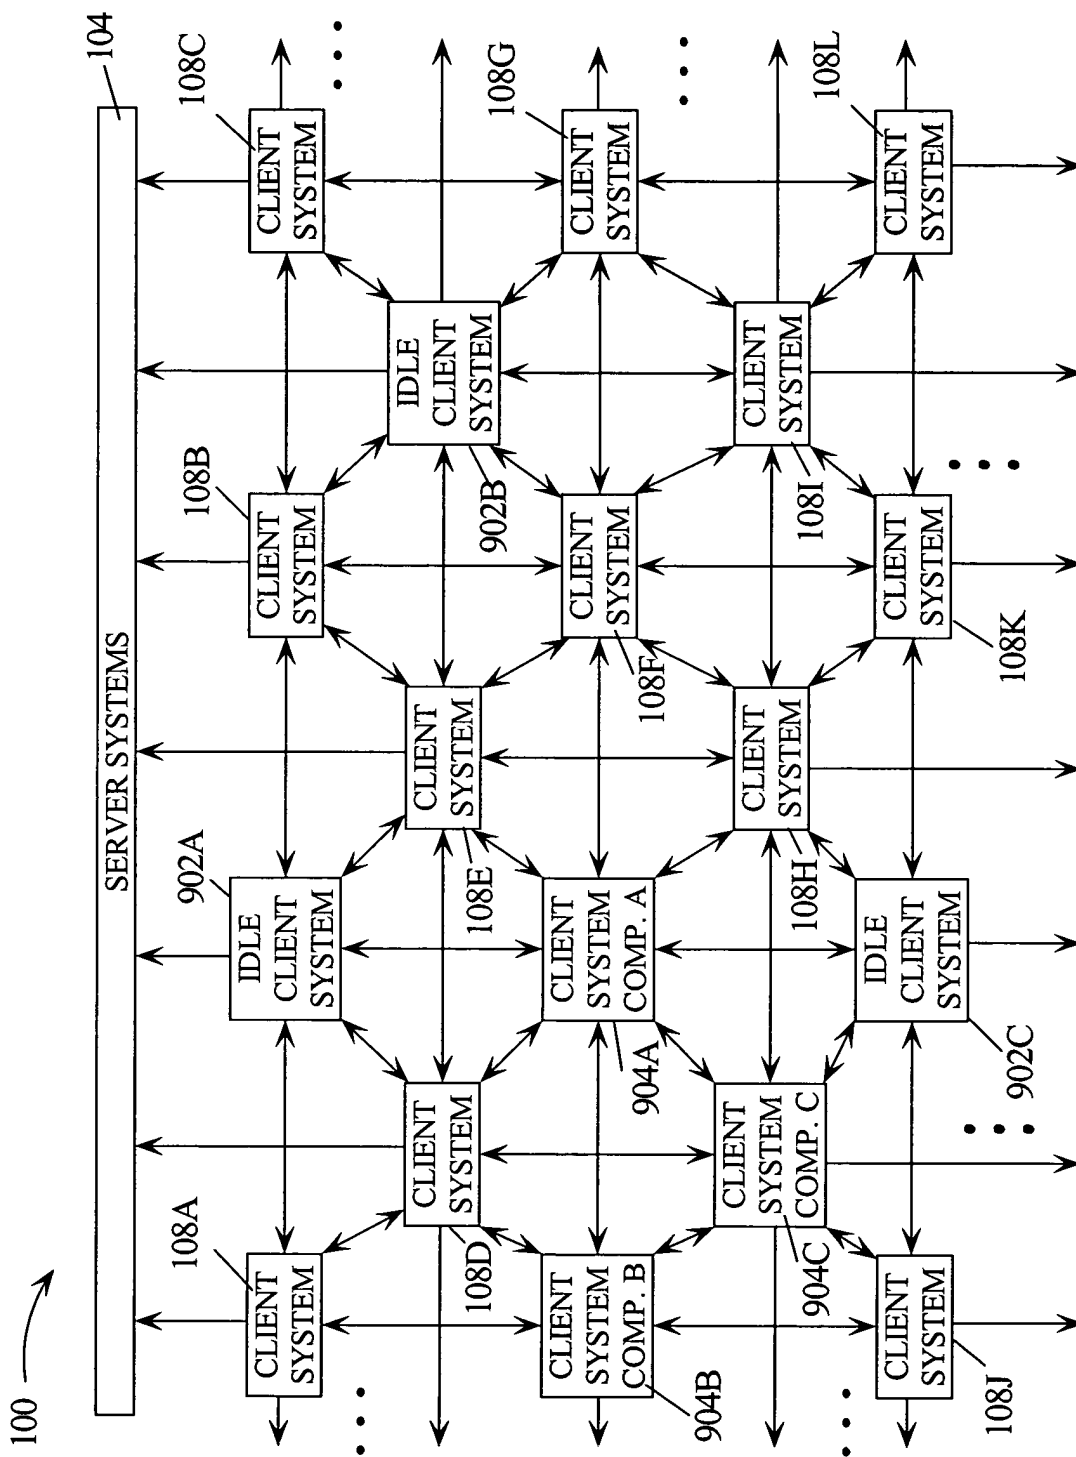 100
104
SERVER SYSTEMS
108A
902A
108B
108C
CLIENT
SYSTEM
IDLE
CLIENT
SYSTEM
CLIENT
SYSTEM
CLIENT
SYSTEM
CLIENT
SYSTEM
108D
CLIENT
SYSTEM
108E
IDLE
CLIENT
SYSTEM
902B
108G
CLIENT
SYSTEM
COMP. B
904B
CLIENT
SYSTEM
COMP. A
904A
CLIENT
SYSTEM
108F
CLIENT
SYSTEM
CLIENT
SYSTEM
COMP. C
904C
CLIENT
SYSTEM
108H
CLIENT
SYSTEM
108I
108L
CLIENT
SYSTEM
108J
IDLE
CLIENT
SYSTEM
902C
CLIENT
SYSTEM
108K
CLIENT
SYSTEM